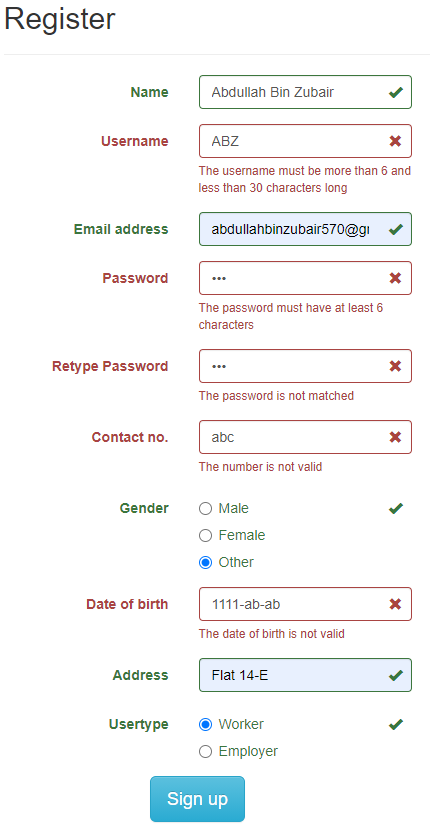 Register
Name Abdullah Bin Zubair
Username ABZ
The username must be more than 6 and
less than 30 characters long
Email address abdullahbinzubair570@g
Password •••
The password must have at least 6
characters
Retype Password •••
The password is not matched
Contact no. abc
The number is not valid
Gender Male
Female
Other
Date of birth 1111-ab-ab
The date of birth is not valid
Address Flat 14-E
Usertype Worker
Employer
Sign up